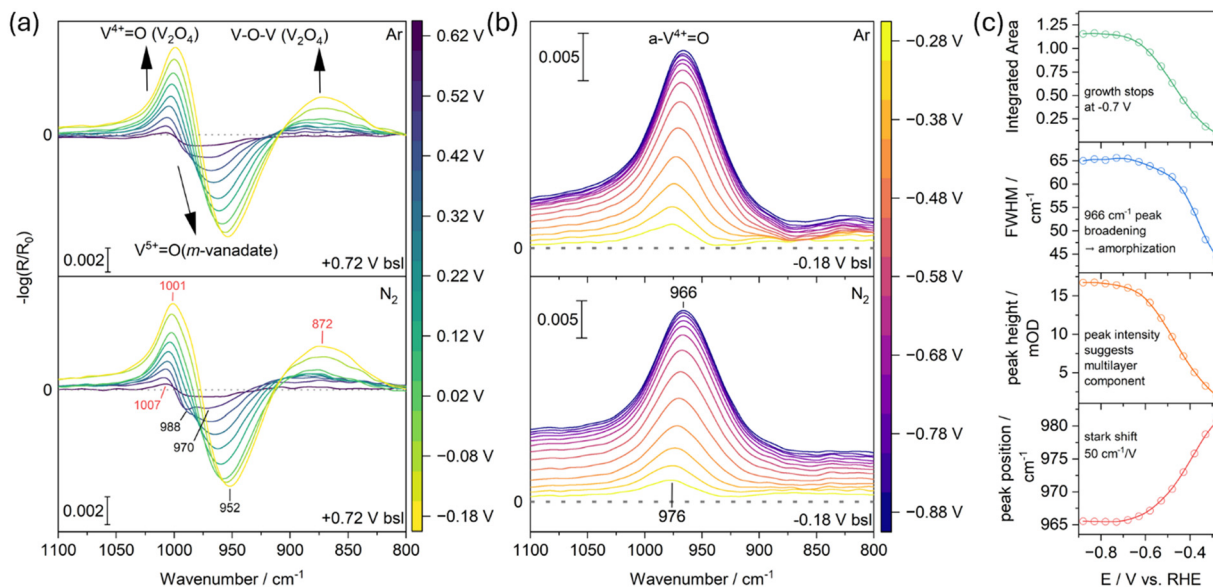 (a)
V⁴⁺=O (V₂O₄)
V-O-V (V₂O₄)
Ar
0
V⁵⁺=O(m-vanadate)
0.002
+0.72 V bsl
-log(R/R₀)
N₂
1001
872
0
1007
988
970
952
0.002
+0.72 V bsl
1100 1050 1000 950 900 850 800
Wavenumber / cm⁻¹
0.62 V
0.52 V
0.42 V
0.32 V
0.22 V
0.12 V
0.02 V
−0.08 V
−0.18 V
(b)
a-V⁴⁺=O
Ar
0.005
0
-0.18 V bsl
N₂
966
0.005
0
976
-0.18 V bsl
1100 1050 1000 950 900 850 800
Wavenumber / cm⁻¹
−0.28 V
−0.38 V
−0.48 V
−0.58 V
−0.68 V
−0.78 V
−0.88 V
(c)
Integrated Area
1.25
1.00
0.75
0.50
0.25
growth stops
at -0.7 V
FWHM /
cm⁻¹
65
60
55
50
45
966 cm⁻¹ peak
broadening
→ amorphization
peak height /
mOD
15
10
5
peak intensity
suggests
multilayer
component
peak position /
cm⁻¹
980
975
970
965
stark shift
50 cm⁻¹/V
−0.8 −0.6 −0.4
E / V vs. RHE